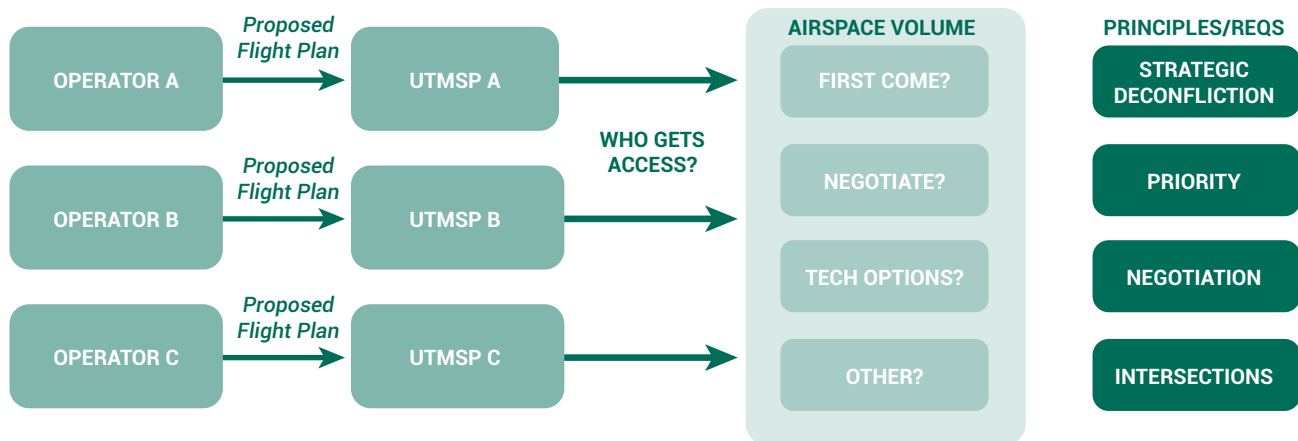 Proposed
Flight Plan
OPERATOR A
UTMSP A
Proposed
Flight Plan
OPERATOR B
UTMSP B
Proposed
Flight Plan
OPERATOR C
UTMSP C
WHO GETS
ACCESS?
AIRSPACE VOLUME
FIRST COME?
NEGOTIATE?
TECH OPTIONS?
OTHER?
PRINCIPLES/REQS
STRATEGIC
DECONFLICTION
PRIORITY
NEGOTIATION
INTERSECTIONS